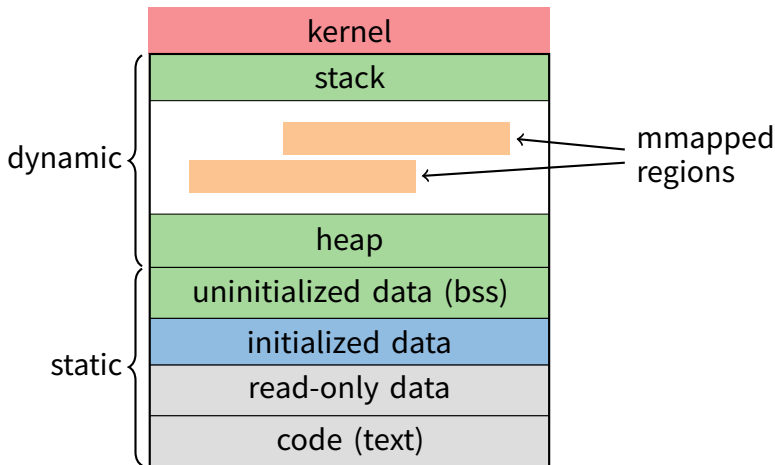 kernel
stack
dynamic
mmapped
regions
heap
uninitialized data (bss)
initialized data
static
read-only data
code (text)